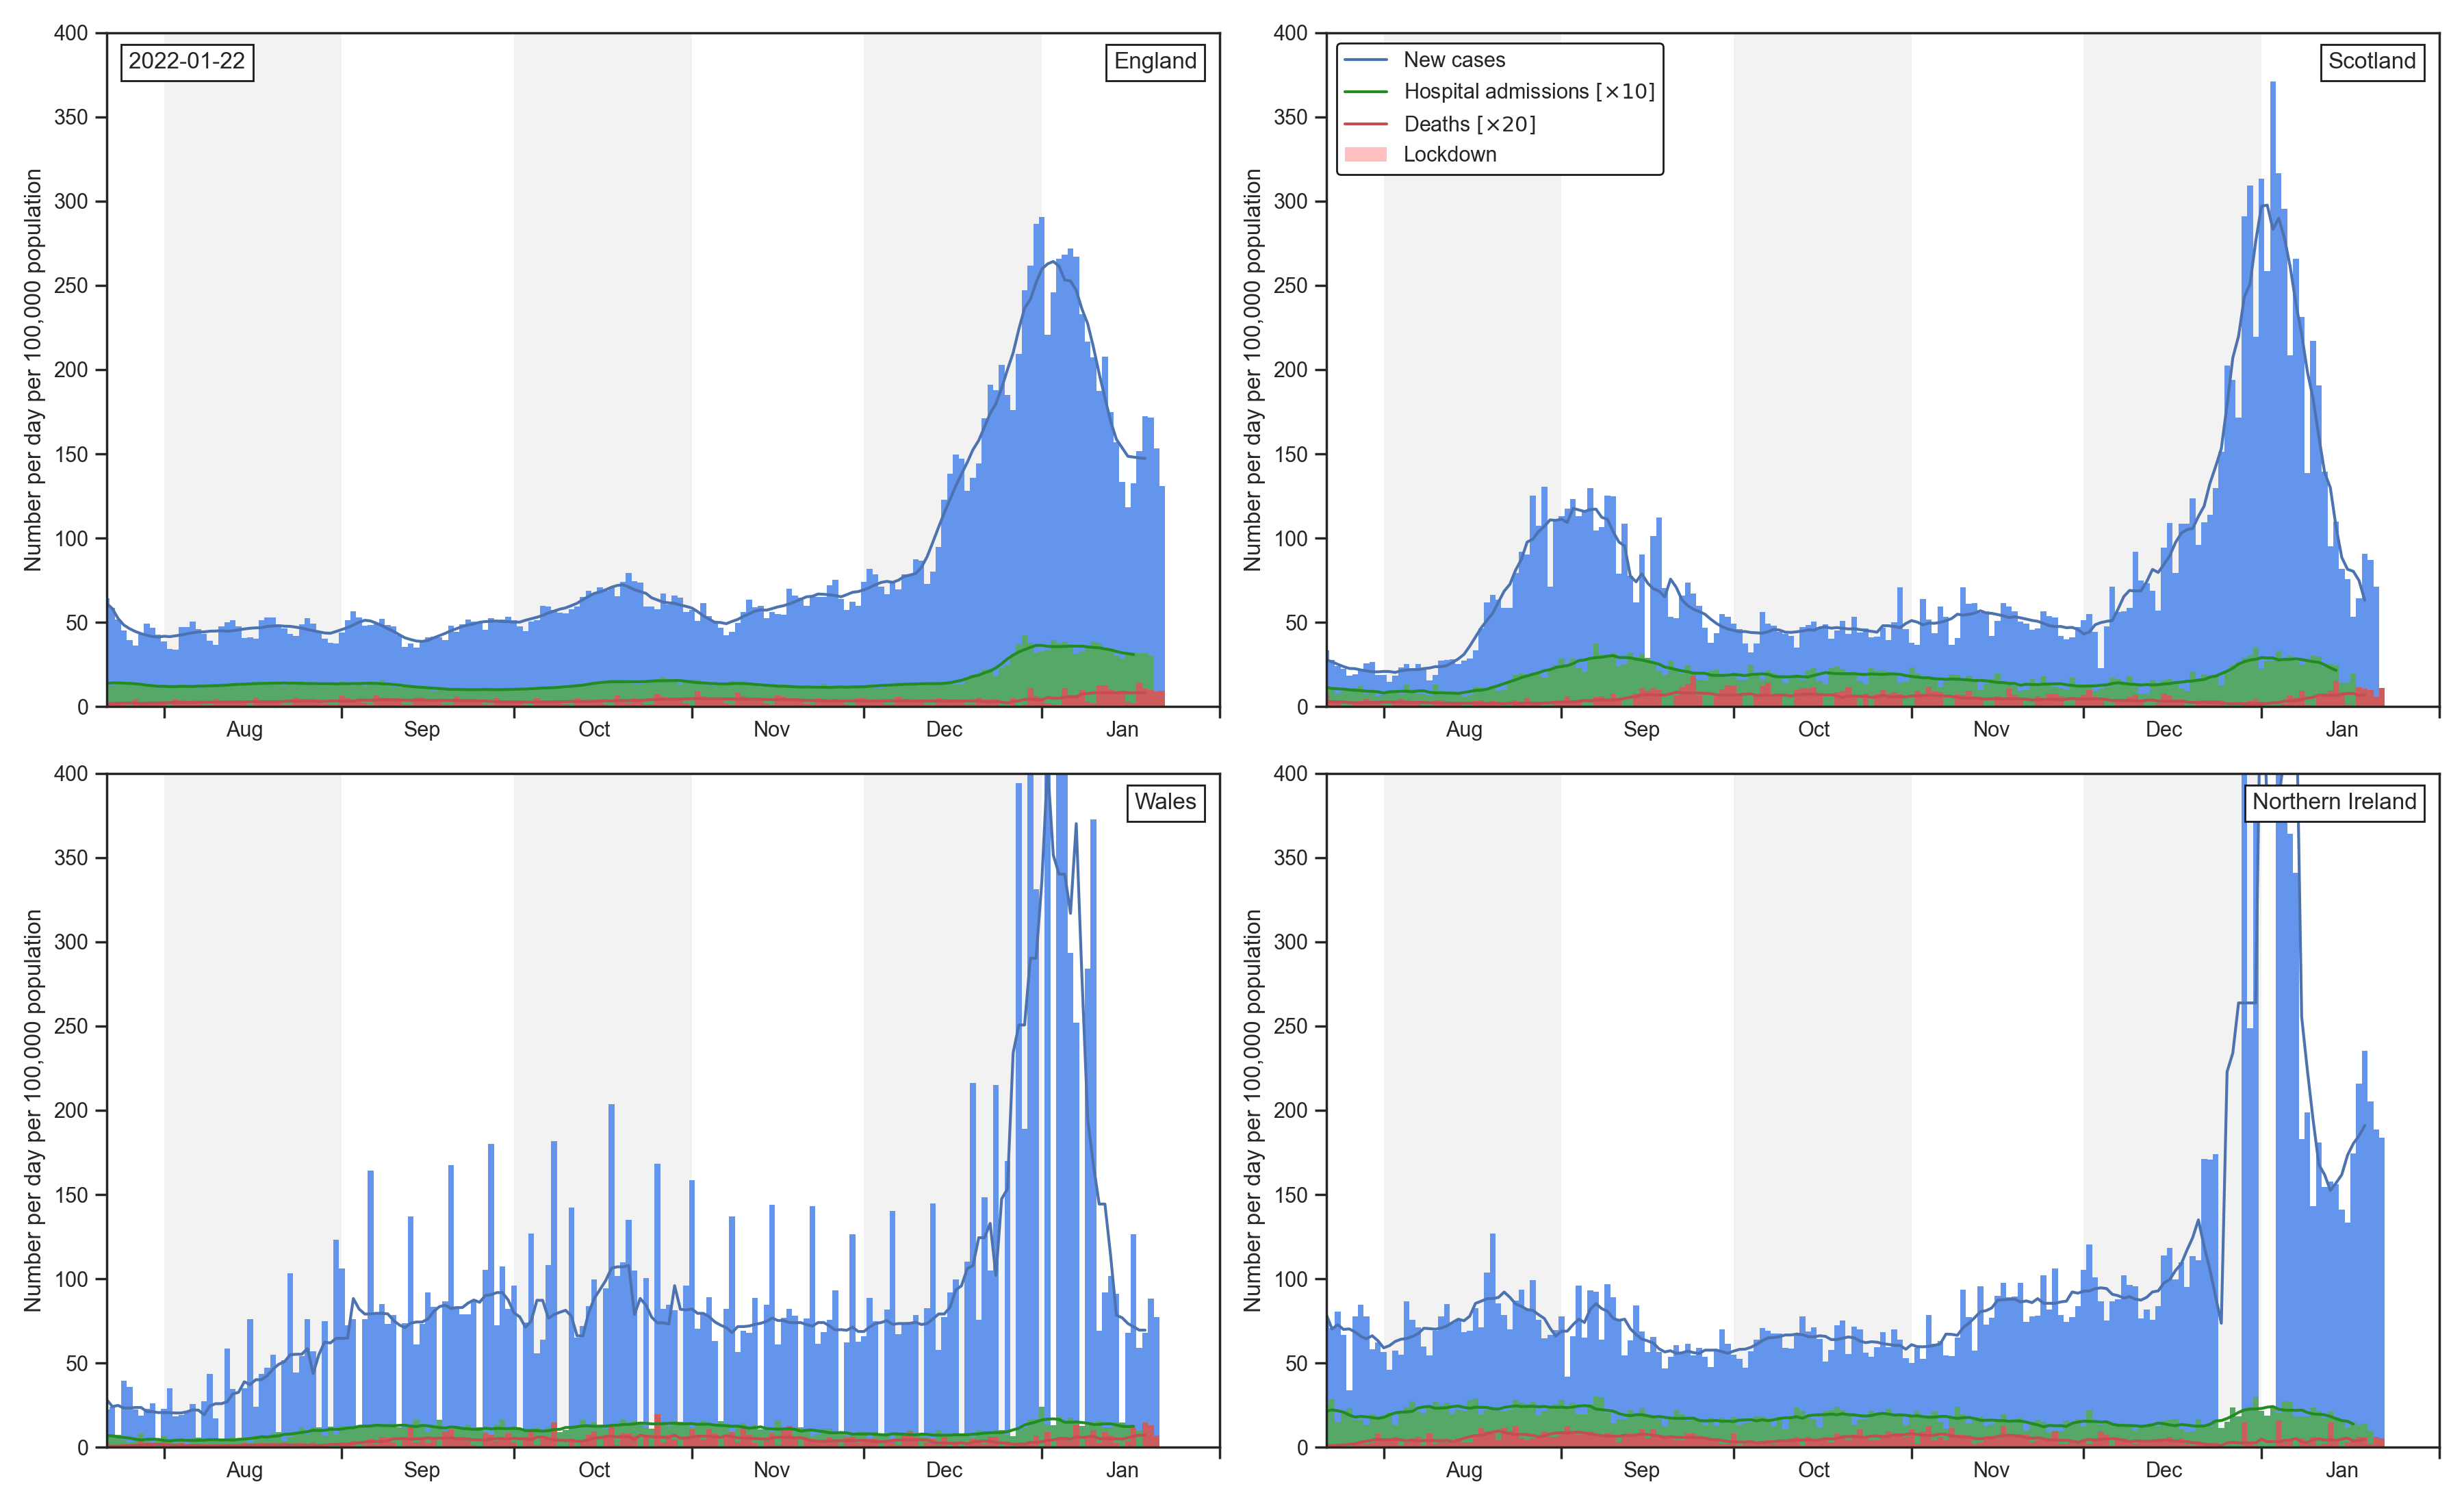 2022-01-22
England
Number per day per 100,000 population
400
350
300
250
200
150
100
50
0
Aug
Sep
Oct
Nov
Dec
Jan
Scotland
New cases
Hospital admissions [×10]
Deaths [×20]
Lockdown
Number per day per 100,000 population
400
350
300
250
200
150
100
50
0
Aug
Sep
Oct
Nov
Dec
Jan
Wales
Number per day per 100,000 population
400
350
300
250
200
150
100
50
0
Aug
Sep
Oct
Nov
Dec
Jan
Northern Ireland
Number per day per 100,000 population
400
350
300
250
200
150
100
50
0
Aug
Sep
Oct
Nov
Dec
Jan